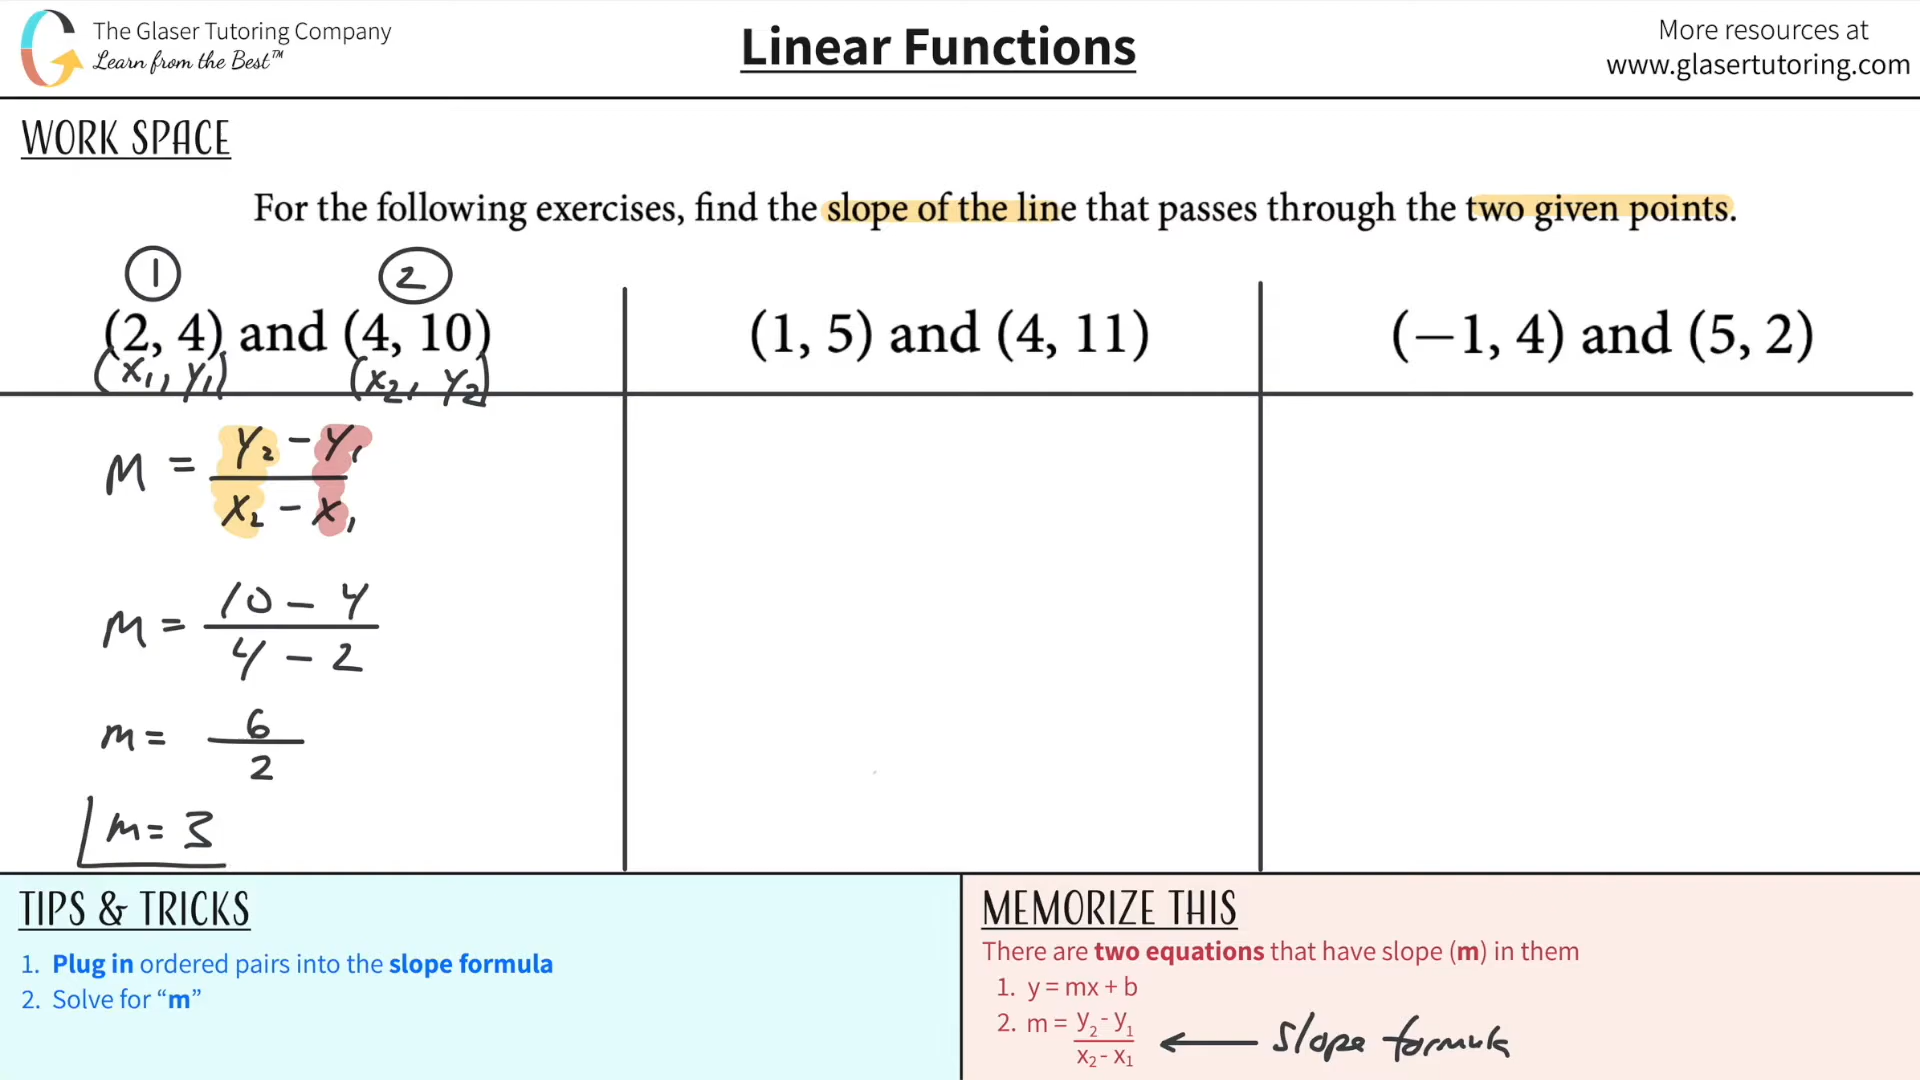 The Glaser Tutoring Company
Learn from the Best™
Linear Functions
More resources at
www.glasertutoring.com
WORK SPACE
For the following exercises, find the slope of the line that passes through the two given points.
1 2
(2, 4) and (4, 10)
(x₁, y₁) (x₂, y₂)
M = y₂ - y₁
x₂ - x₁
M = 10 - 4
4 - 2
m = 6
2
m = 3
(1, 5) and (4, 11)
(−1, 4) and (5, 2)
TIPS & TRICKS
1. Plug in ordered pairs into the slope formula
2. Solve for “m”
MEMORIZE THIS
There are two equations that have slope (m) in them
1. y = mx + b
2. m = y₂ - y₁
x₂ - x₁
slope formula